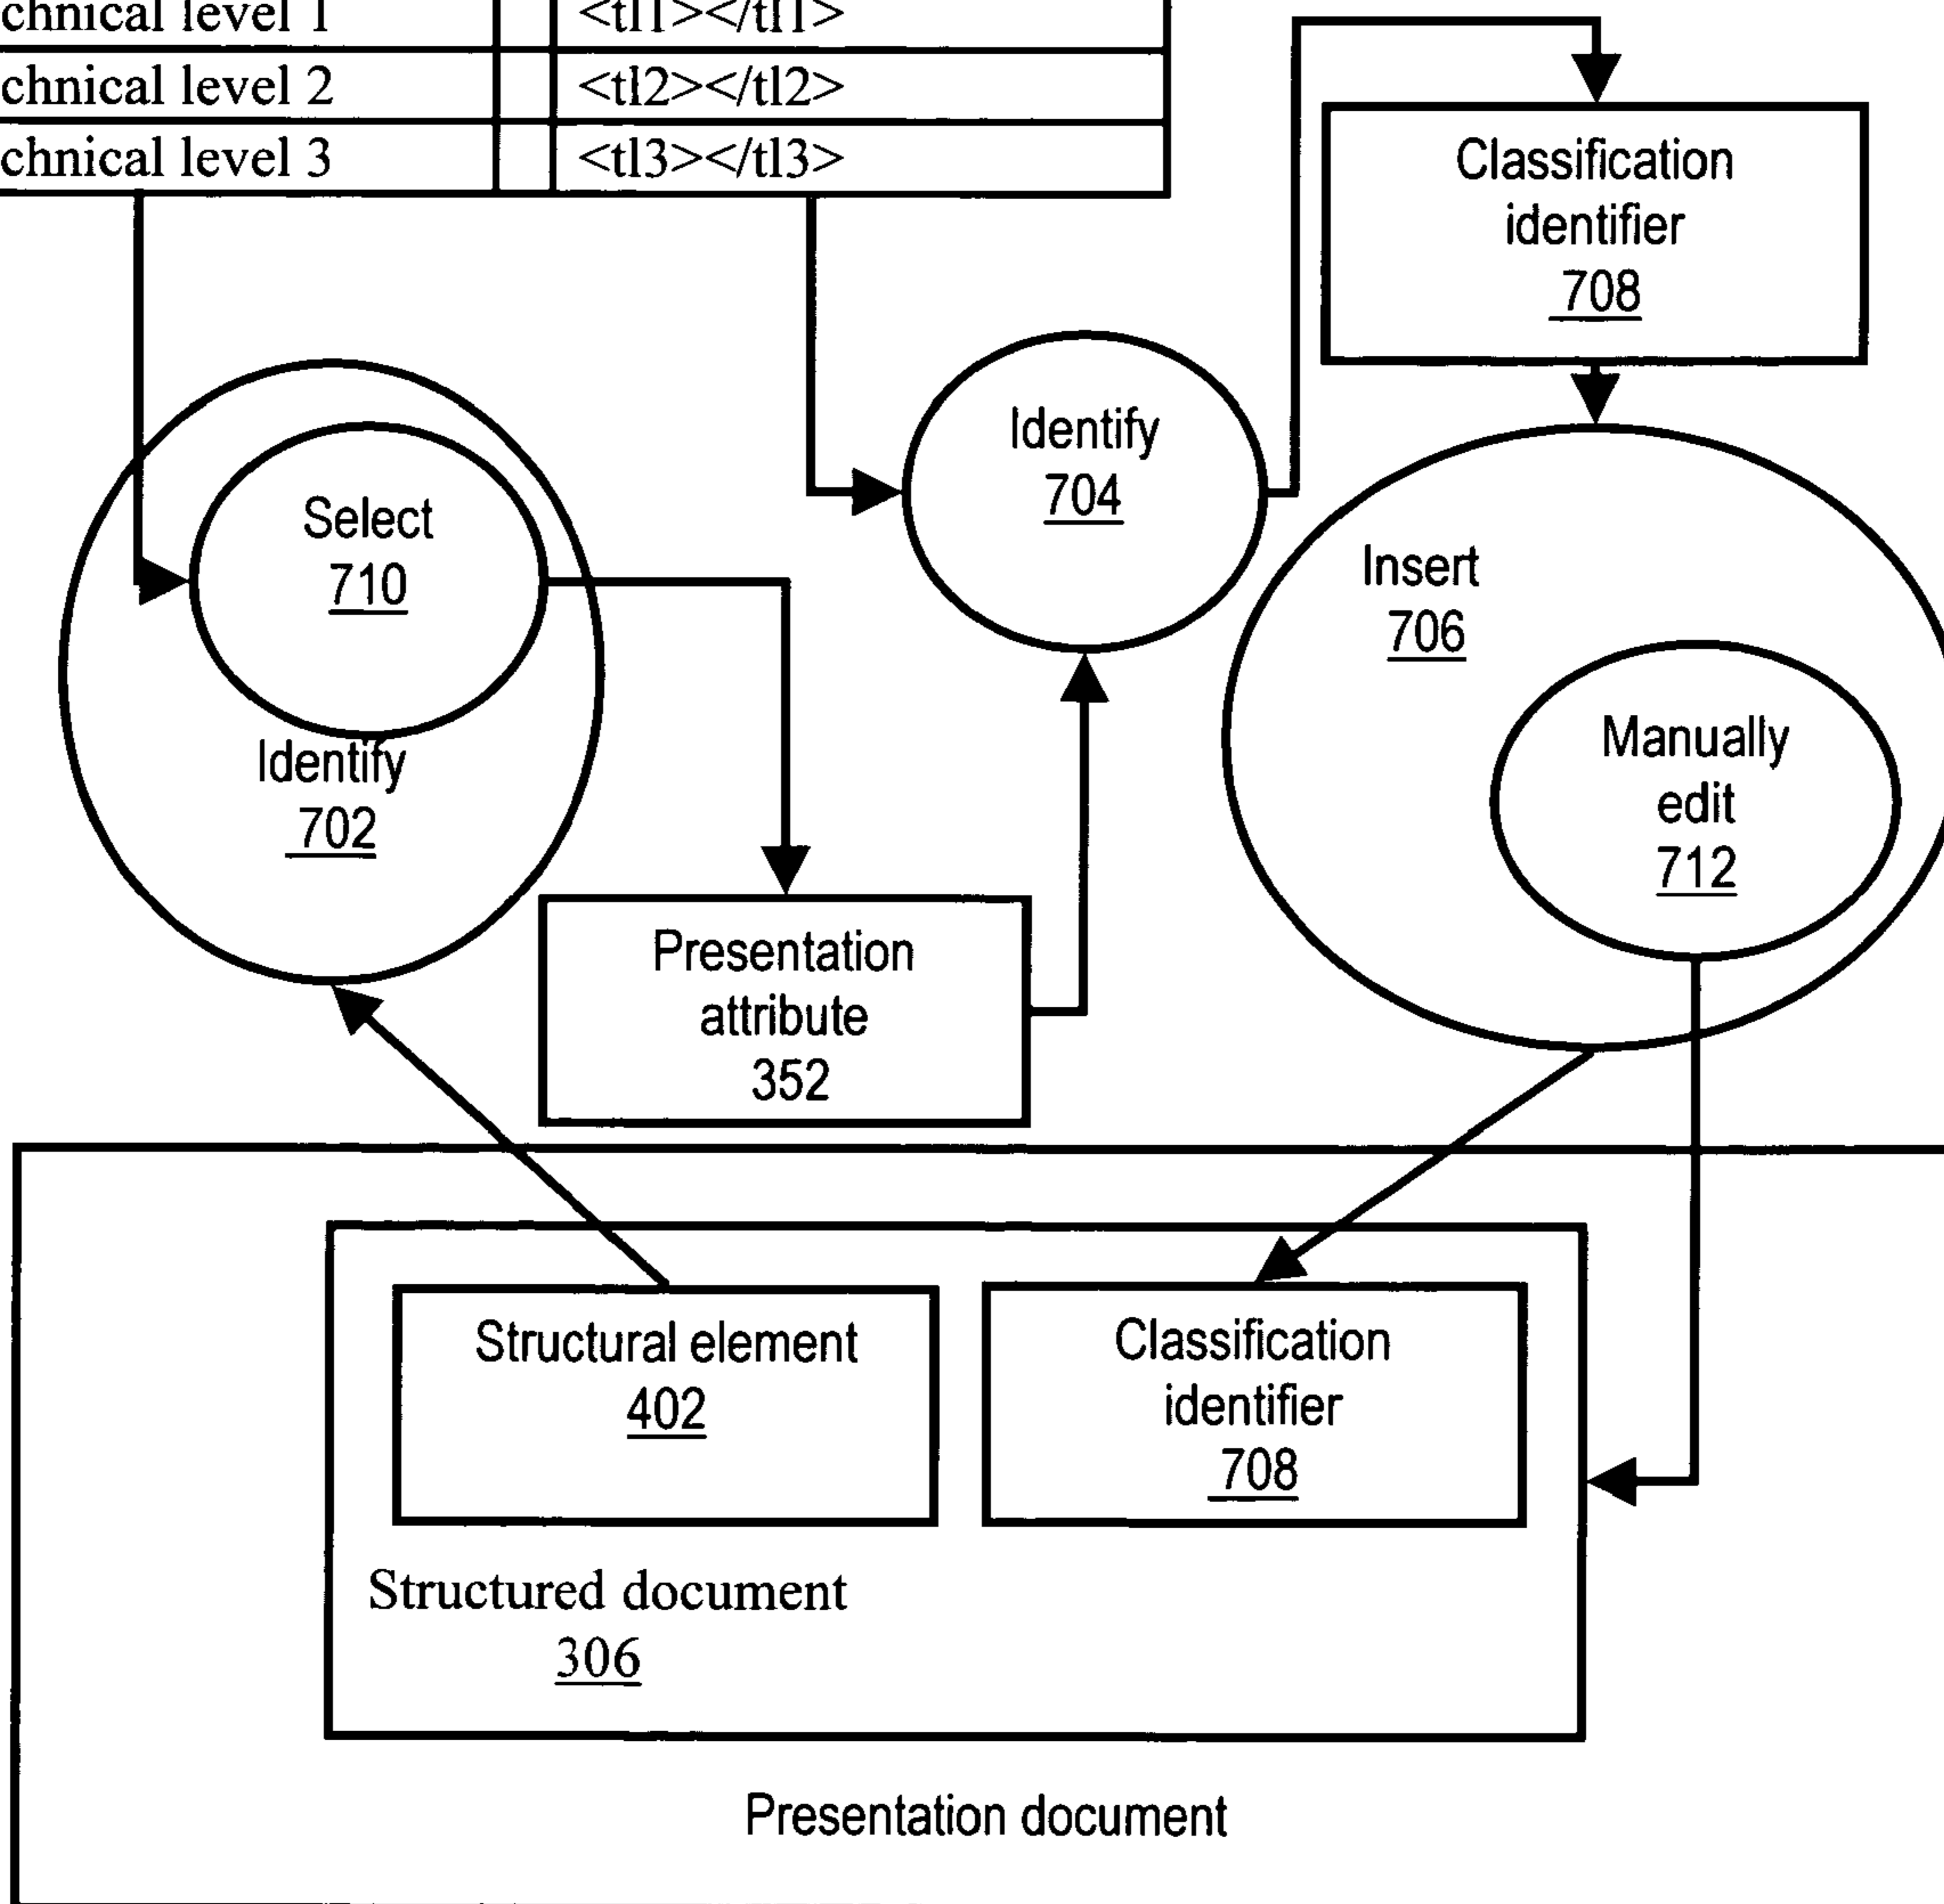 chnical level 1 <tl1></tl1>
chnical level 2 <tl2></tl2>
chnical level 3 <tl3></tl3>
Classification
identifier
708
Identify
704
Select
710
Identify
702
Insert
706
Manually
edit
712
Presentation
attribute
352
Structural element
402
Classification
identifier
708
Structured document
306
Presentation document